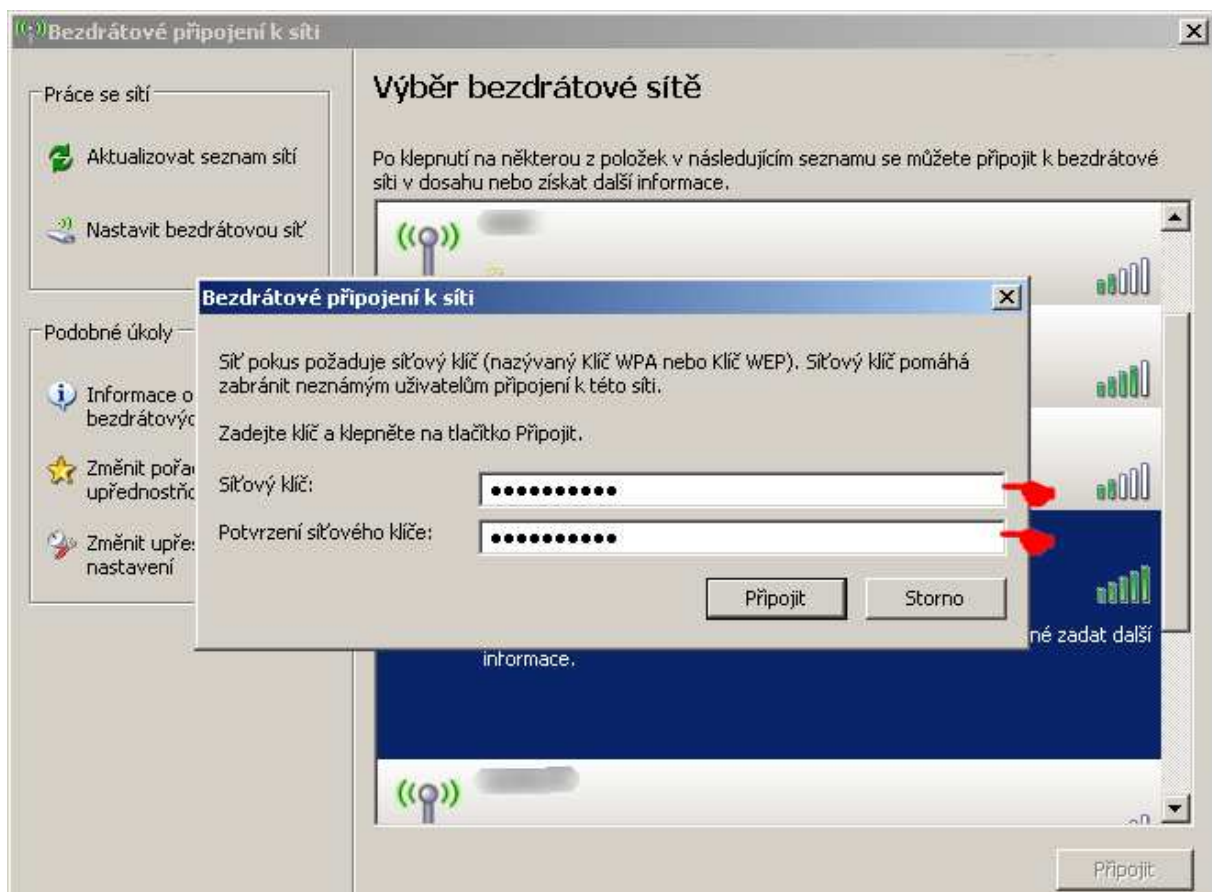 Bezdrátové připojení k síti
Práce se sítí
Aktualizovat seznam sítí
Nastavit bezdrátovou síť
Podobné úkoly
Informace o
bezdrátovýc
Změnit
upřednostňo
Změnit
nastavení
Výběr bezdrátové sítě
Po klepnutí na některou z položek v následujícím seznamu se můžete připojit k bezdrátové
síti v dosahu nebo získat další informace.
Bezdrátové připojení k síti
Síť pokus požaduje síťový klíč (nazývaný Klíč WPA nebo Klíč WEP). Síťový klíč pomáhá
zabránit neznámým uživatelům připojení k této síti.
Zadejte klíč a klepněte na tlačítko Připojit.
Síťový klíč:
Potvrzení síťového klíče:
Připojit
Storno
né zadat další
informace.
Připojit